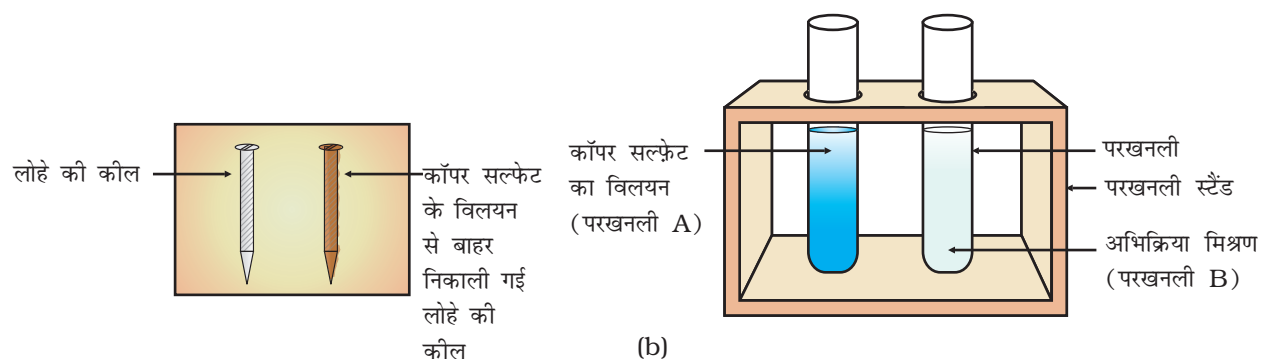 लोहे की कील
कॉपर सल्फेट
के विलयन
से बाहर
निकाली गई
लोहे की
कील
कॉपर सल्फ़ेट
का विलयन
(परखनली A)
परखनली
परखनली स्टैंड
अभिक्रिया मिश्रण
(परखनली B)
(b)